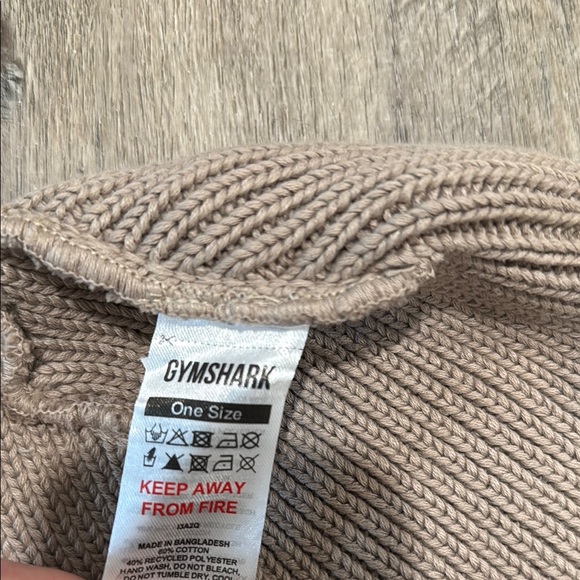 GYMSHARK
One Size
KEEP AWAY
FROM FIRE
I3A2Q
MADE IN BANGLADESH
60% COTTON
40% RECYCLED POLYESTER
HAND WASH, DO NOT BLEACH,
DO NOT TUMBLE DRY, COOL